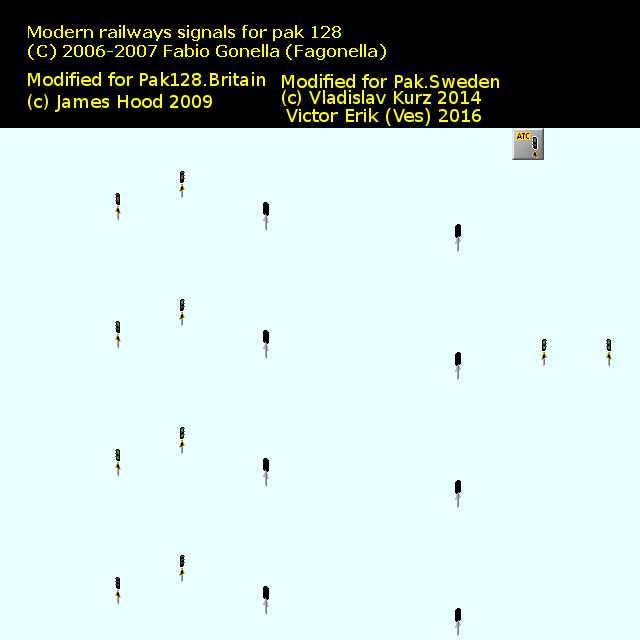 Modern railways signals for pak 128
(C) 2006-2007 Fabio Gonella (Fagonella)
Modified for Pak128.Britain
(c) James Hood 2009
Modified for Pak.Sweden
(c) Vladislav Kurz 2014
Victor Erik (Ves) 2016
ATC